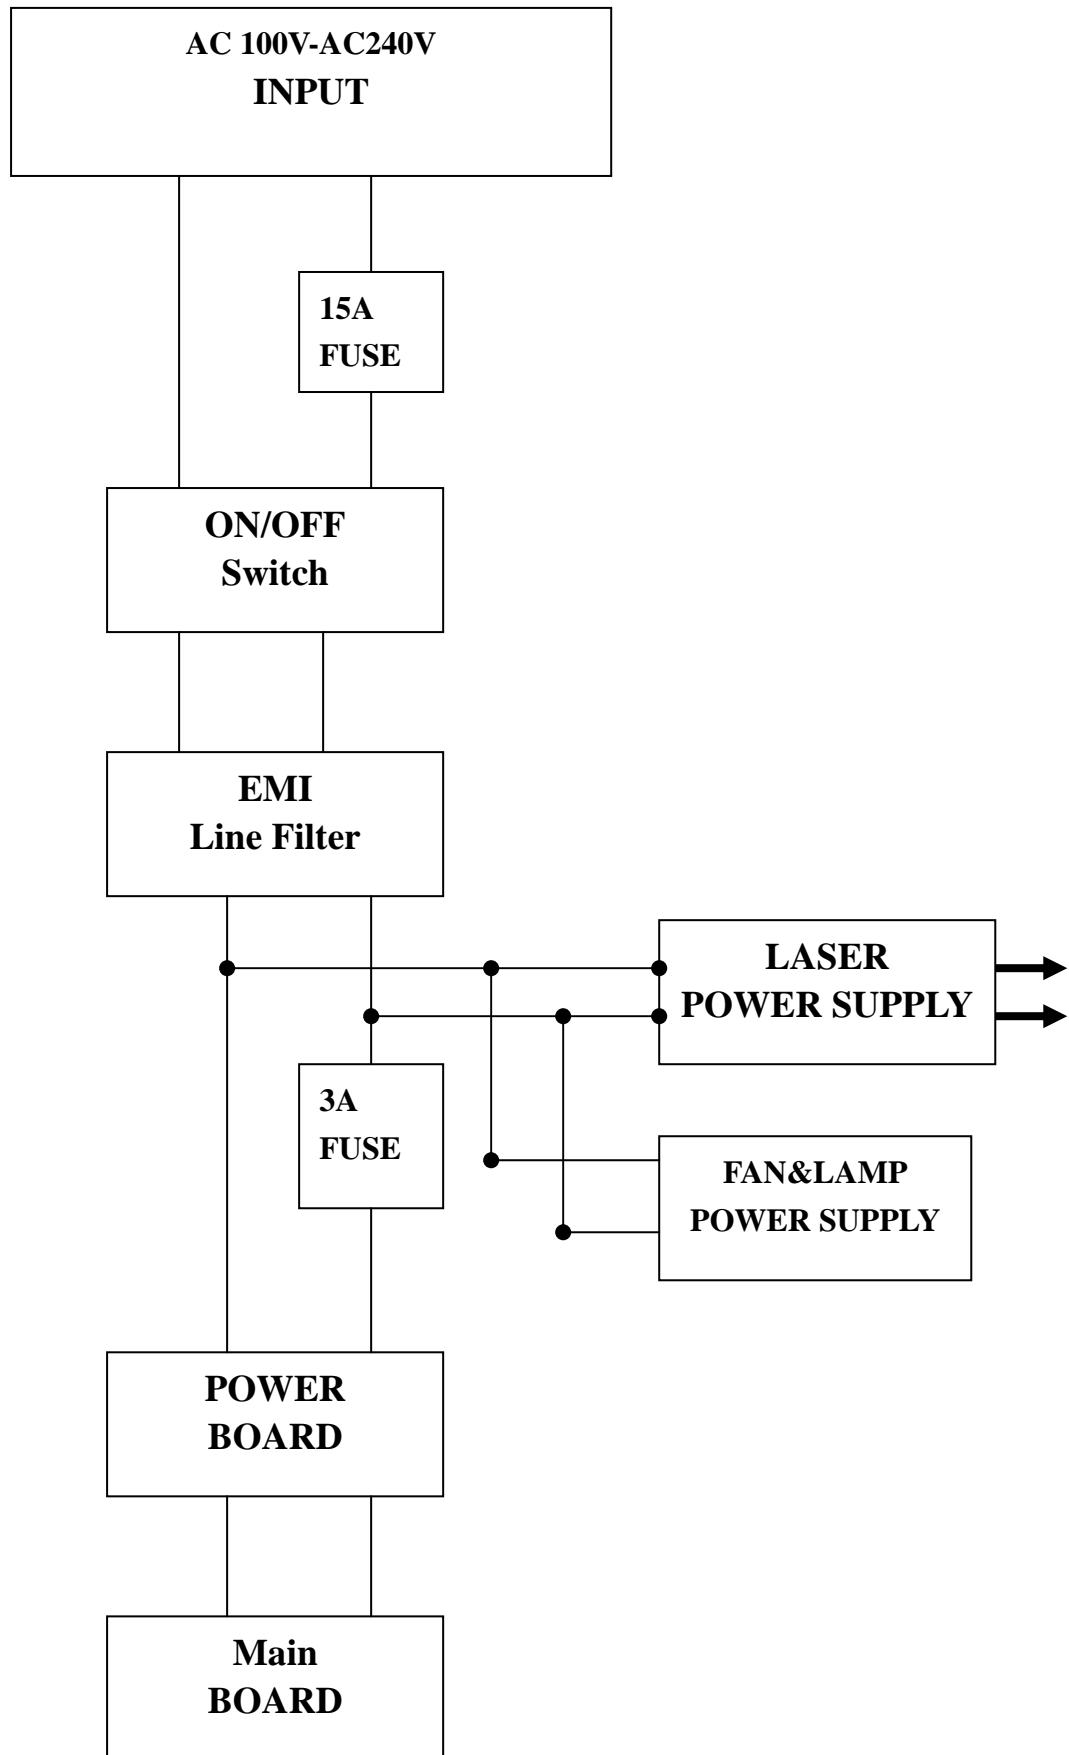 AC 100V-AC240V
INPUT
15A
FUSE
ON/OFF
Switch
EMI
Line Filter
LASER
POWER SUPPLY
3A
FUSE
FAN&LAMP
POWER SUPPLY
POWER
BOARD
Main
BOARD